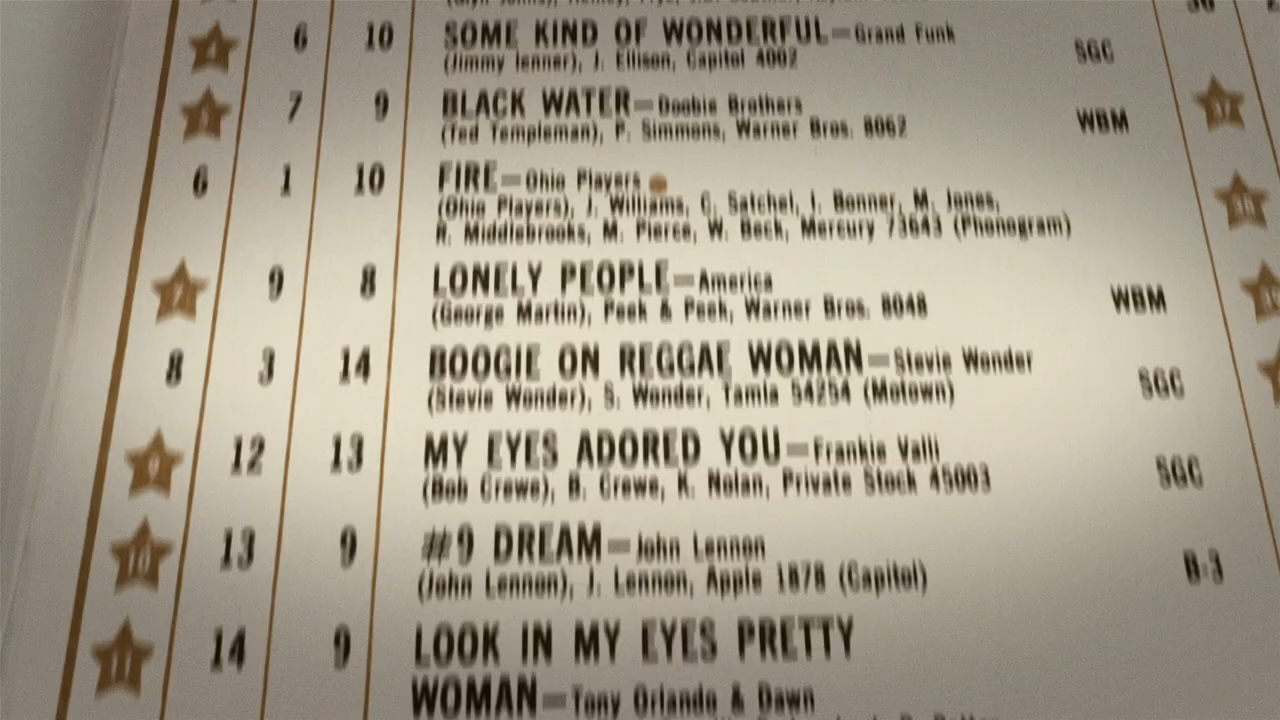 4 6 10 SOME KIND OF WONDERFUL—Grand Funk
(Jimmy Ienner), J. Ellison, Capitol 4002 SGC
5 7 9 BLACK WATER—Doobie Brothers
(Ted Templeman), P. Simmons, Warner Bros. 8062 WBM
6 1 10 FIRE—Ohio Players
(Ohio Players), J. Williams, C. Satchel, J. Bonner, M. Jones,
R. Middlebrooks, M. Pierce, W. Beck, Mercury 73643 (Phonogram)
7 9 8 LONELY PEOPLE—America
(George Martin), Peek & Peek, Warner Bros. 8048 WBM
8 3 14 BOOGIE ON REGGAE WOMAN—Stevie Wonder
(Stevie Wonder), S. Wonder, Tamla 54254 (Motown) SGC
9 12 13 MY EYES ADORED YOU—Frankie Valli
(Bob Crewe), B. Crewe, K. Nolan, Private Stock 45003 SGC
10 13 9 #9 DREAM—John Lennon
(John Lennon), J. Lennon, Apple 1878 (Capitol) B-3
11 14 9 LOOK IN MY EYES PRETTY
WOMAN—Tony Orlando & Dawn